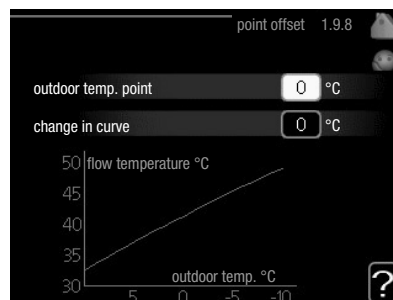 point offset 1.9.8
outdoor temp. point 0 °C
change in curve 0 °C
50 flow temperature °C
45
40
35
30
outdoor temp. °C
5 0 -5 -10
?